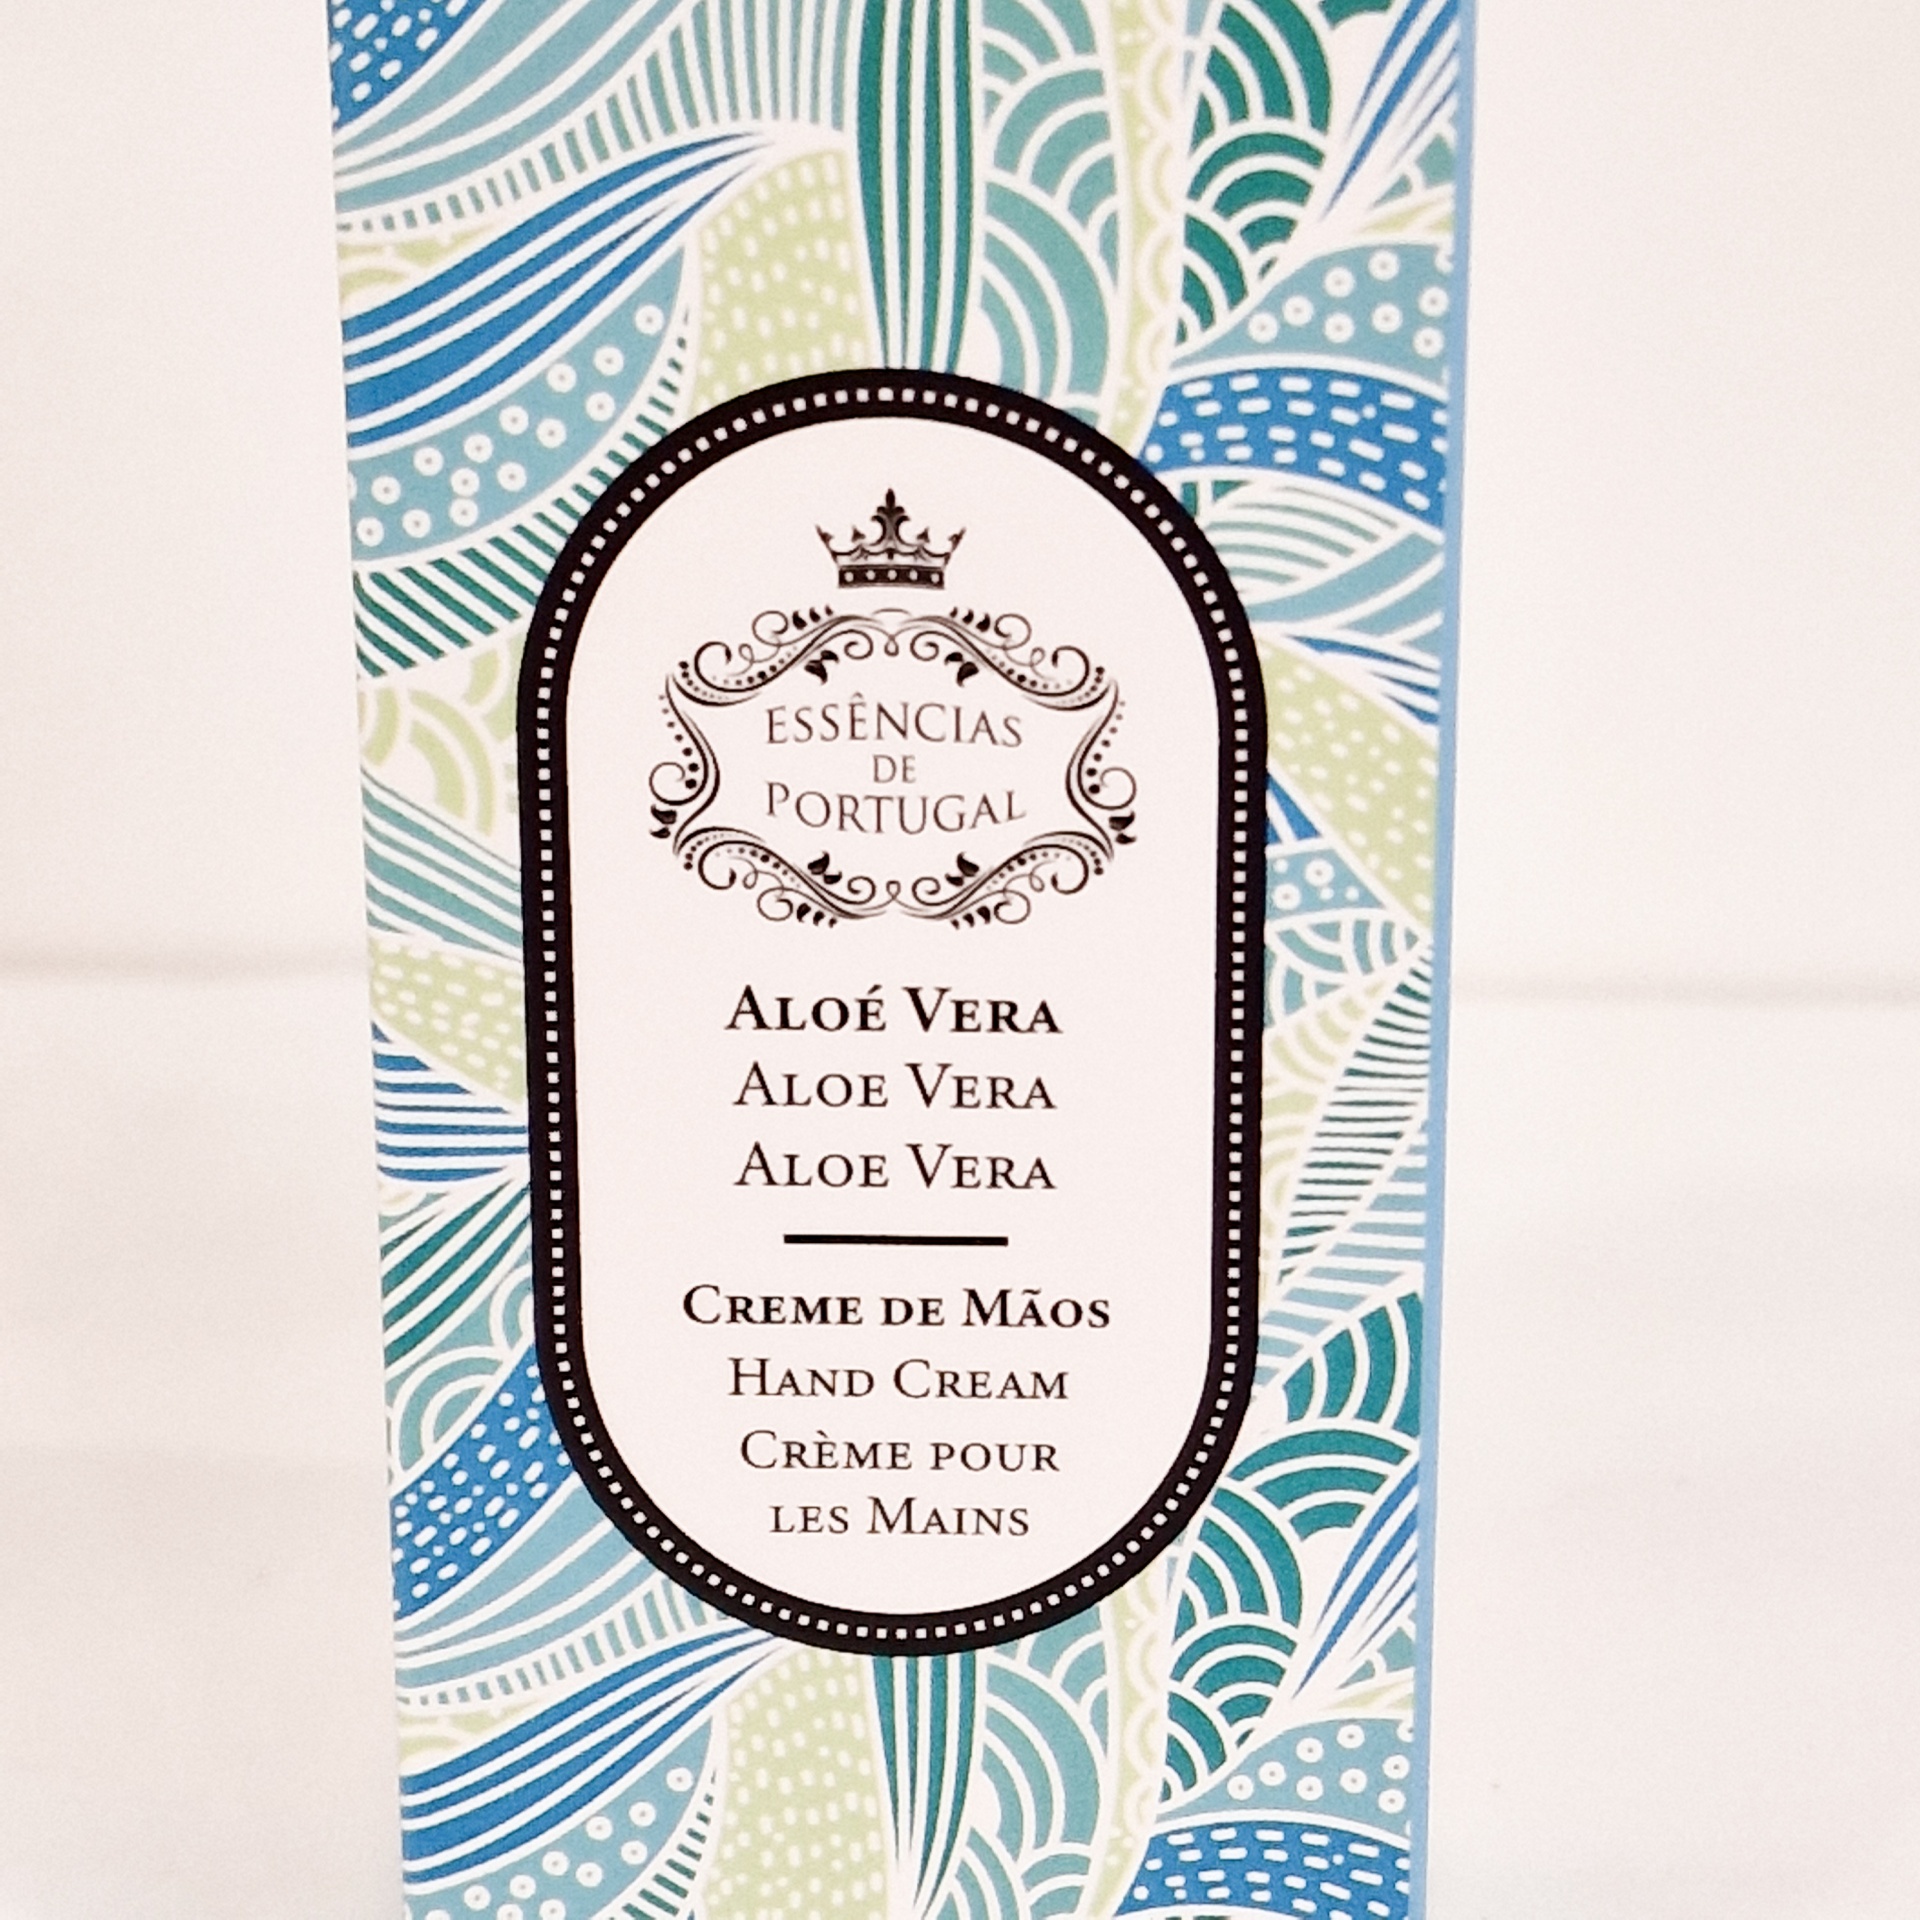 ESSÊNCIAS
DE
PORTUGAL
ALOÉ VERA
ALOE VERA
ALOE VERA
CREME DE MÃOS
HAND CREAM
CRÈME POUR
LES MAINS